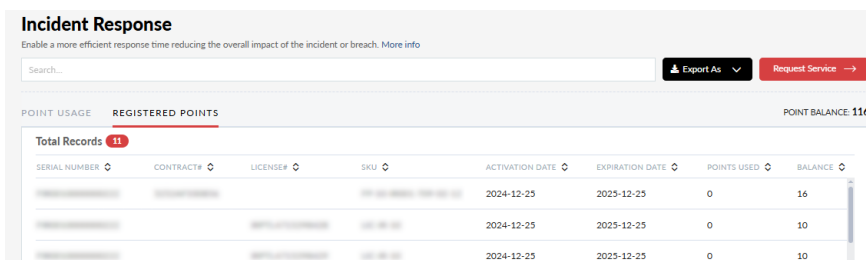 Incident Response
Enable a more efficient response time reducing the overall impact of the incident or breach. More info
Search...
Export As
Request Service
POINT USAGE REGISTERED POINTS POINT BALANCE: 116
Total Records 11
SERIAL NUMBER CONTRACT# LICENSE# SKU ACTIVATION DATE EXPIRATION DATE POINTS USED BALANCE
2024-12-25 2025-12-25 0 16
2024-12-25 2025-12-25 0 10
2024-12-25 2025-12-25 0 10